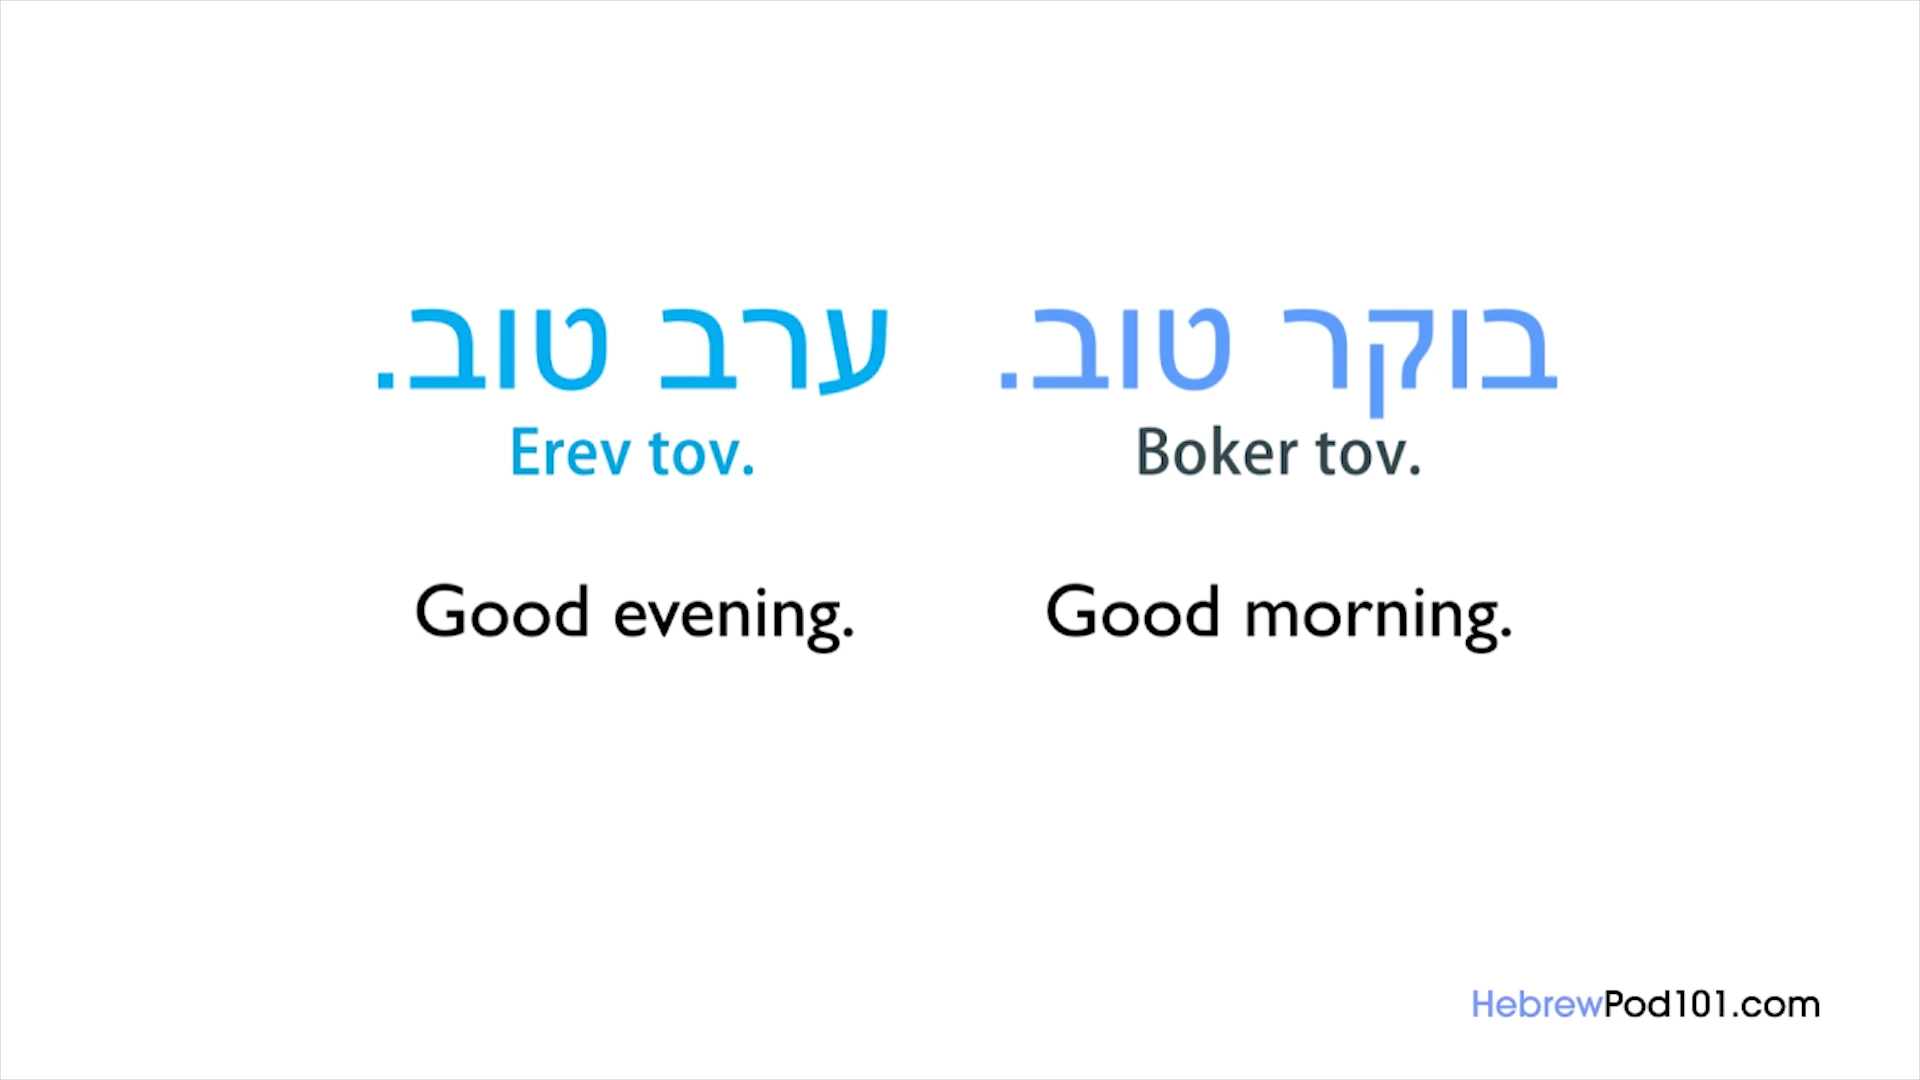 בוקר טוב.
Boker tov.
Good morning.
ערב טוב.
Erev tov.
Good evening.
HebrewPod101.com